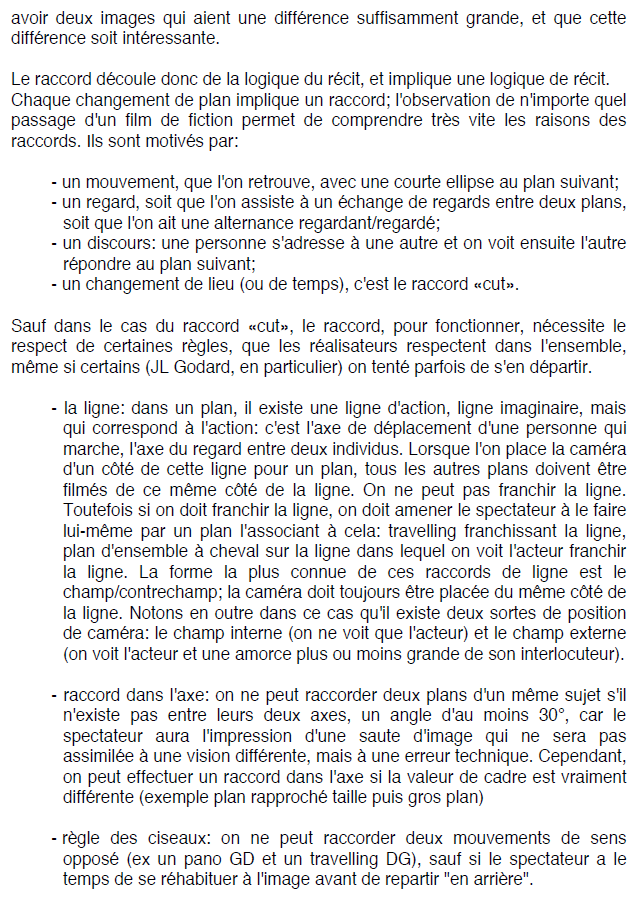 avoir deux images qui aient une différence suffisamment grande, et que cette
différence soit intéressante.
Le raccord découle donc de la logique du récit, et implique une logique de récit.
Chaque changement de plan implique un raccord; l'observation de n'importe quel
passage d'un film de fiction permet de comprendre très vite les raisons des
raccords. Ils sont motivés par:
- un mouvement, que l'on retrouve, avec une courte ellipse au plan suivant;
- un regard, soit que l'on assiste à un échange de regards entre deux plans,
soit que l'on ait une alternance regardant/regardé;
- un discours: une personne s'adresse à une autre et on voit ensuite l'autre
répondre au plan suivant;
- un changement de lieu (ou de temps), c'est le raccord «cut».
Sauf dans le cas du raccord «cut», le raccord, pour fonctionner, nécessite le
respect de certaines règles, que les réalisateurs respectent dans l'ensemble,
même si certains (JL Godard, en particulier) on tenté parfois de s'en départir.
- la ligne: dans un plan, il existe une ligne d'action, ligne imaginaire, mais
qui correspond à l'action: c'est l'axe de déplacement d'une personne qui
marche, l'axe du regard entre deux individus. Lorsque l'on place la caméra
d'un côté de cette ligne pour un plan, tous les autres plans doivent être
filmés de ce même côté de la ligne. On ne peut pas franchir la ligne.
Toutefois si on doit franchir la ligne, on doit amener le spectateur à le faire
lui-même par un plan l'associant à cela: travelling franchissant la ligne,
plan d'ensemble à cheval sur la ligne dans lequel on voit l'acteur franchir
la ligne. La forme la plus connue de ces raccords de ligne est le
champ/contrechamp; la caméra doit toujours être placée du même côté de
la ligne. Notons en outre dans ce cas qu'il existe deux sortes de position
de caméra: le champ interne (on ne voit que l'acteur) et le champ externe
(on voit l'acteur et une amorce plus ou moins grande de son interlocuteur).
- raccord dans l'axe: on ne peut raccorder deux plans d'un même sujet s'il
n'existe pas entre leurs deux axes, un angle d'au moins 30°, car le
spectateur aura l'impression d'une saute d'image qui ne sera pas
assimilée à une vision différente, mais à une erreur technique. Cependant,
on peut effectuer un raccord dans l'axe si la valeur de cadre est vraiment
différente (exemple plan rapproché taille puis gros plan)
- règle des ciseaux: on ne peut raccorder deux mouvements de sens
opposé (ex un pano GD et un travelling DG), sauf si le spectateur a le
temps de se réhabituer à l'image avant de repartir "en arrière".